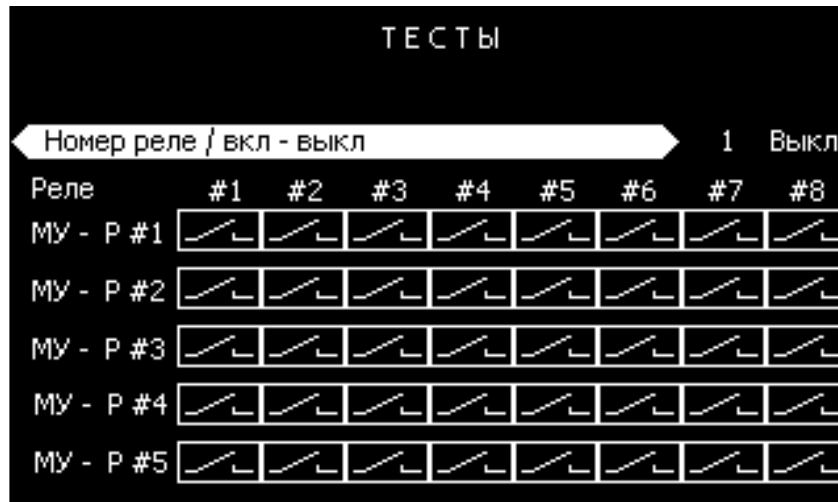 ТЕСТЫ
Номер реле / вкл - выкл 1 Выкл
Реле #1 #2 #3 #4 #5 #6 #7 #8
МУ - Р #1
МУ - Р #2
МУ - Р #3
МУ - Р #4
МУ - Р #5